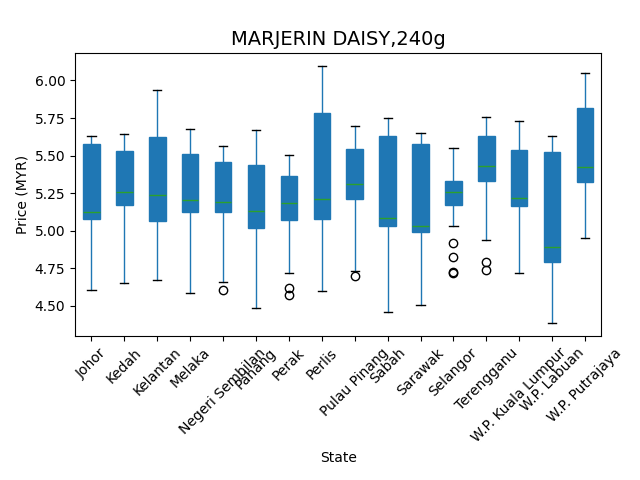 MARJERIN DAISY,240g
Price (MYR)
6.00
5.75
5.50
5.25
5.00
4.75
4.50
Johor
Kedah
Kelantan
Melaka
Negeri Sembilan
Pahang
Perak
Perlis
Pulau Pinang
Sabah
Sarawak
Selangor
Terengganu
W.P. Kuala Lumpur
W.P. Labuan
W.P. Putrajaya
State